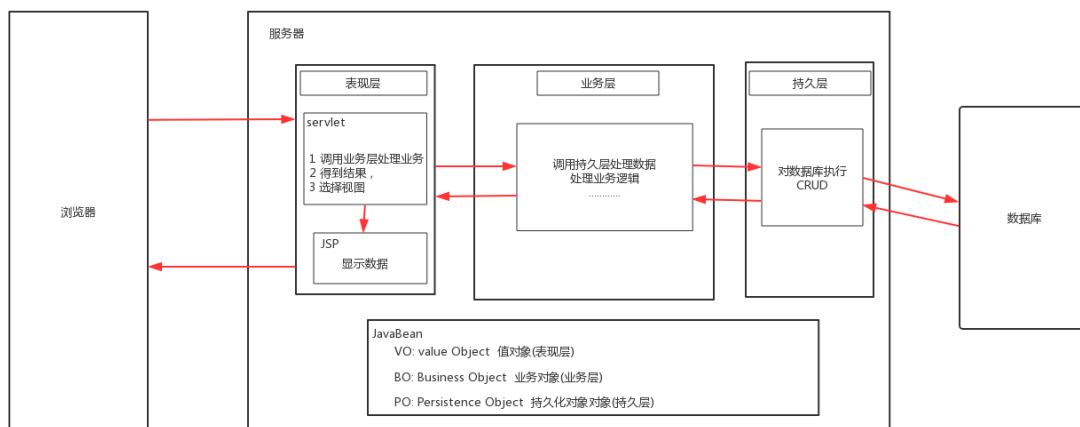 服务器
表现层
业务层
持久层
servlet
1 调用业务层处理业务
2 得到结果，
3 选择视图
调用持久层处理数据
处理业务逻辑
............
对数据库执行
CRUD
浏览器
数据库
JSP
显示数据
JavaBean
VO: value Object 值对象(表现层)
BO: Business Object 业务对象(业务层)
PO: Persistence Object 持久化对象对象(持久层)